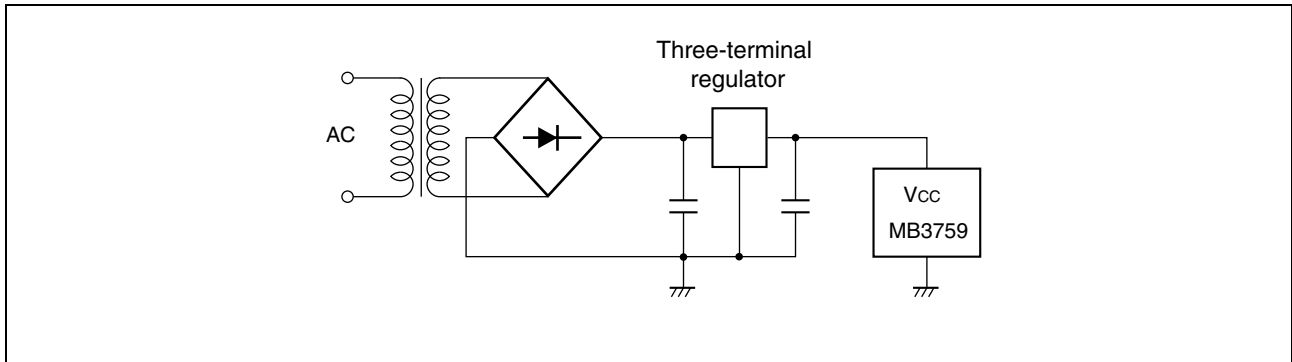 Three-terminal
regulator
AC
VCC
MB3759